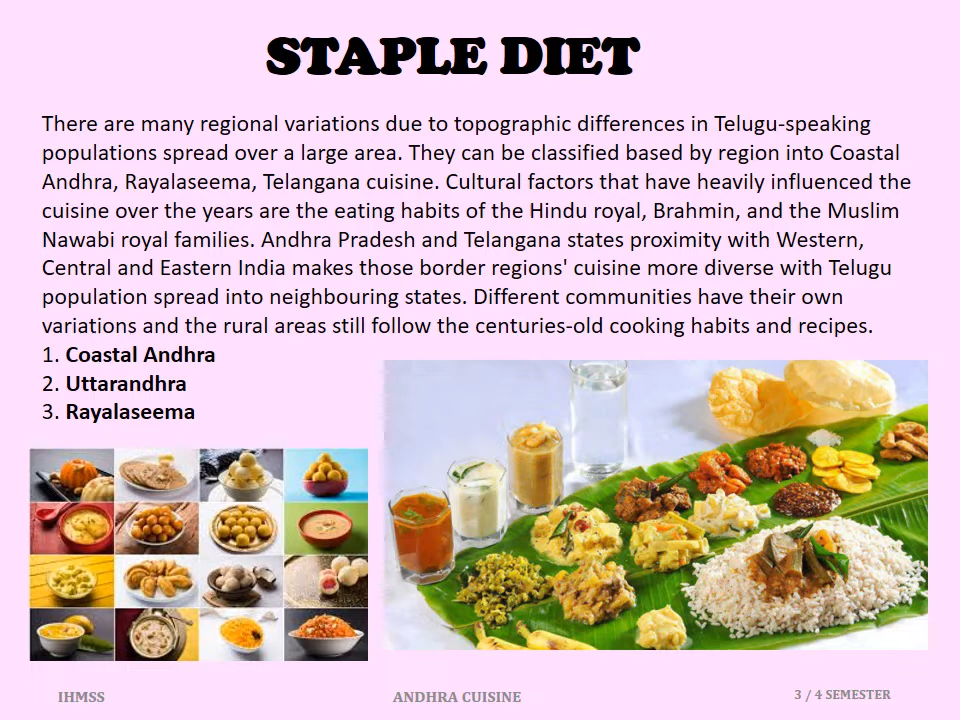 STAPLE DIET
There are many regional variations due to topographic differences in Telugu-speaking
populations spread over a large area. They can be classified based by region into Coastal
Andhra, Rayalaseema, Telangana cuisine. Cultural factors that have heavily influenced the
cuisine over the years are the eating habits of the Hindu royal, Brahmin, and the Muslim
Nawabi royal families. Andhra Pradesh and Telangana states proximity with Western,
Central and Eastern India makes those border regions' cuisine more diverse with Telugu
population spread into neighbouring states. Different communities have their own
variations and the rural areas still follow the centuries-old cooking habits and recipes.
1. Coastal Andhra
2. Uttarandhra
3. Rayalaseema
IHMSS
ANDHRA CUISINE
3 / 4 SEMESTER